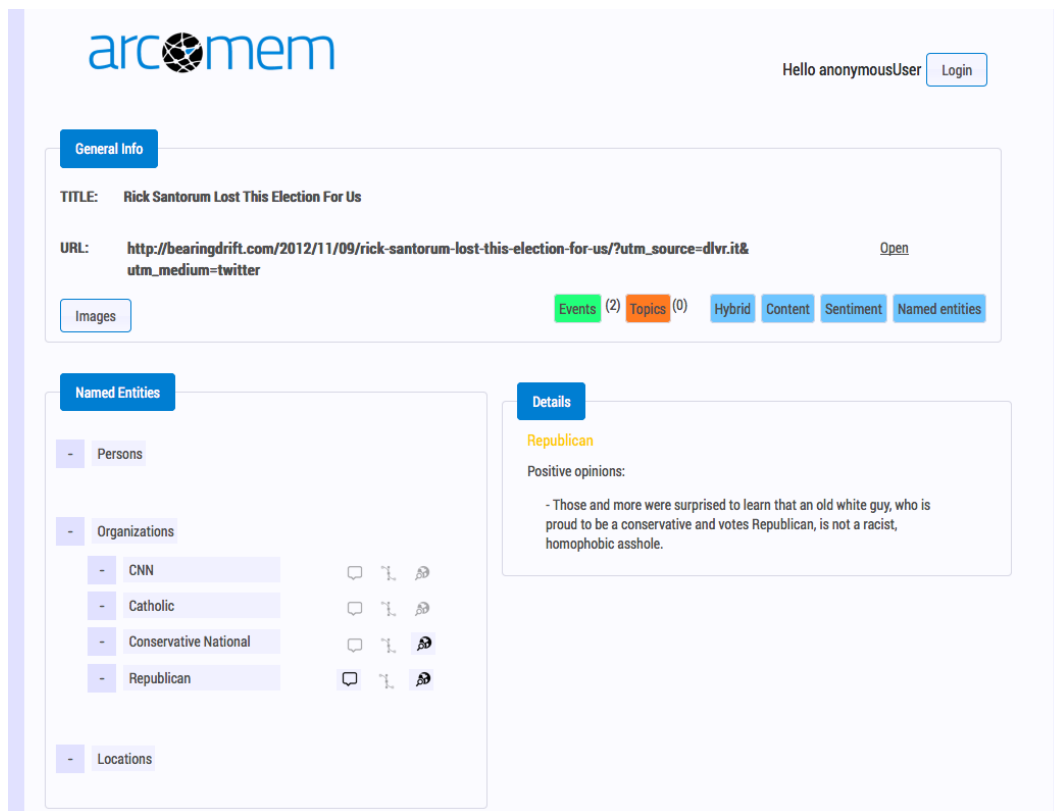 arcomem
Hello anonymousUser Login
General Info
TITLE: Rick Santorum Lost This Election For Us
URL: http://bearingdrift.com/2012/11/09/rick-santorum-lost-this-election-for-us/?utm_source=dlvr.it& Open
utm_medium=twitter
Images Events (2) Topics (0) Hybrid Content Sentiment Named entities
Named Entities
- Persons
- Organizations
- CNN
- Catholic
- Conservative National
- Republican
- Locations
Details
Republican
Positive opinions:
- Those and more were surprised to learn that an old white guy, who is
proud to be a conservative and votes Republican, is not a racist,
homophobic asshole.